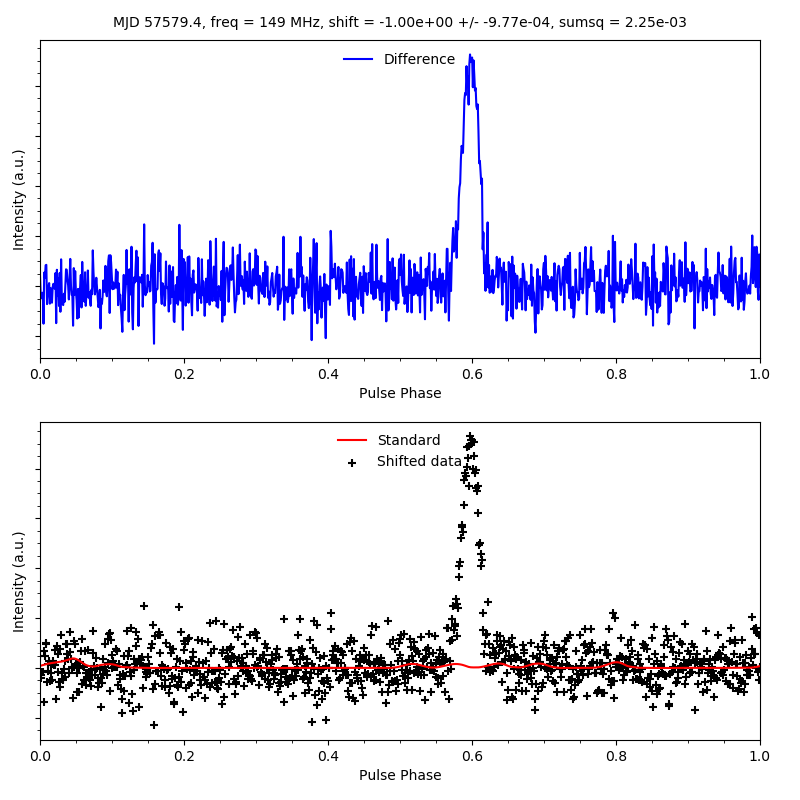 MJD 57579.4, freq = 149 MHz, shift = -1.00e+00 +/- -9.77e-04, sumsq = 2.25e-03
Difference
Intensity (a.u.)
0.0 0.2 0.4 0.6 0.8 1.0
Pulse Phase
Standard
Shifted data
Intensity (a.u.)
0.0 0.2 0.4 0.6 0.8 1.0
Pulse Phase